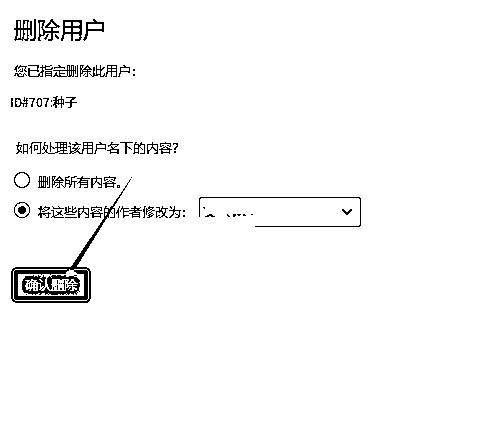 删除用户
您已指定删除此用户：
ID#707:种子
如何处理该用户名下的内容？
删除所有内容。
将这些内容的作者修改为：
确认删除